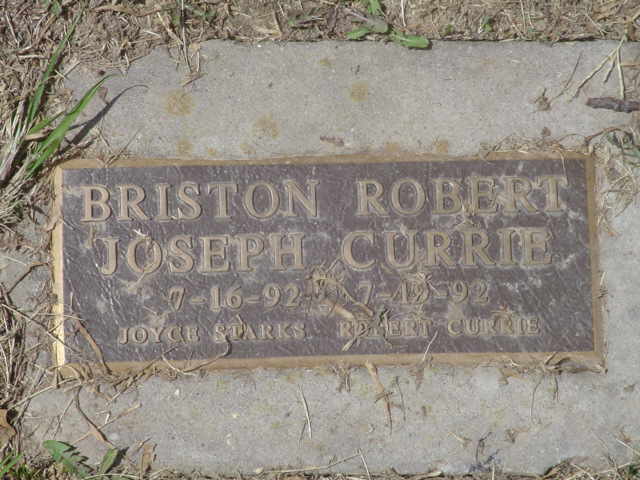 BRISTON ROBERT
JOSEPH CURRIE
7-16-92 - 7-19-92
JOYCE STARKS ROBERT CURRIE